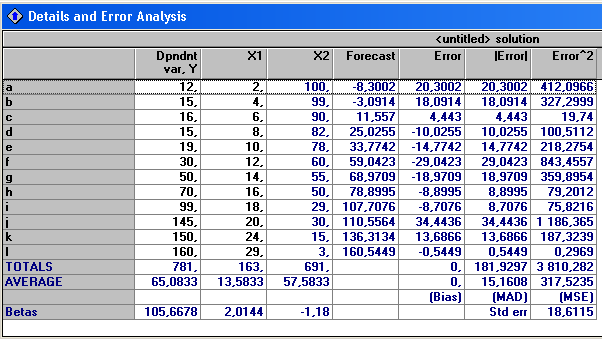 Details and Error Analysis
<untitled> solution
Dpndnt var, Y X1 X2 Forecast Error |Error| Error^2
a 12, 2, 100, -8,3002 20,3002 20,3002 412,0966
b 15, 4, 99, -3,0914 18,0914 18,0914 327,2999
c 16, 6, 90, 11,557 4,443 4,443 19,74
d 15, 8, 82, 25,0255 -10,0255 10,0255 100,5112
e 19, 10, 78, 33,7742 -14,7742 14,7742 218,2754
f 30, 12, 60, 59,0423 -29,0423 29,0423 843,4557
g 50, 14, 55, 68,9709 -18,9709 18,9709 359,8954
h 70, 16, 50, 78,8995 -8,8995 8,8995 79,2012
i 99, 18, 29, 107,7076 -8,7076 8,7076 75,8216
j 145, 20, 30, 110,5564 34,4436 34,4436 1 186,365
k 150, 24, 15, 136,3134 13,6866 13,6866 187,3239
l 160, 29, 3, 160,5449 -0,5449 0,5449 0,2969
TOTALS 781, 163, 691, 0, 181,9297 3 810,282
AVERAGE 65,0833 13,5833 57,5833 0, 15,1608 317,5235
(Bias) (MAD) (MSE)
Betas 105,6678 2,0144 -1,18 Std err 18,6115